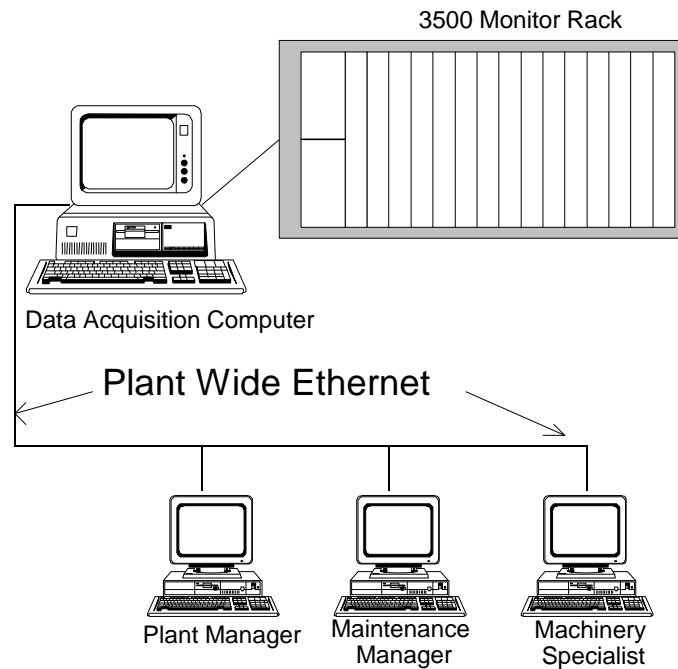 3500 Monitor Rack
Data Acquisition Computer
Plant Wide Ethernet
Plant Manager
Maintenance
Manager
Machinery
Specialist